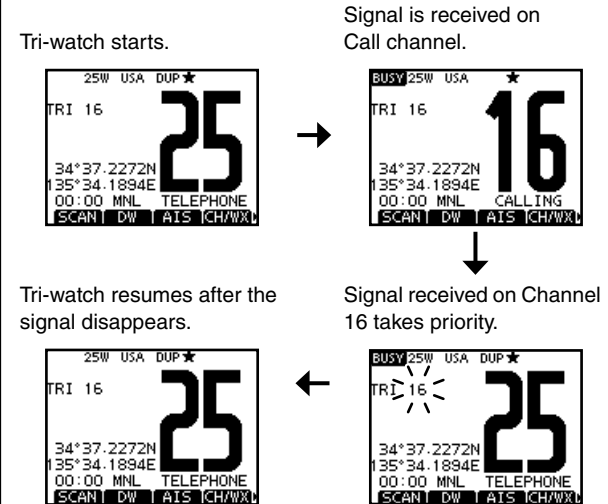 Tri-watch starts.
25W USA DUP★
TRI 16
25
34°37.2272N
135°34.1894E
00:00 MNL TELEPHONE
SCAN DW AIS CH/WX
Signal is received on
Call channel.
BUSY 25W USA ★
TRI 16
16
34°37.2272N
135°34.1894E
00:00 MNL CALLING
SCAN DW AIS CH/WX
Signal received on Channel
16 takes priority.
BUSY 25W USA DUP★
TRI 16
25
34°37.2272N
135°34.1894E
00:00 MNL TELEPHONE
SCAN DW AIS CH/WX
Tri-watch resumes after the
signal disappears.
25W USA DUP★
TRI 16
25
34°37.2272N
135°34.1894E
00:00 MNL TELEPHONE
SCAN DW AIS CH/WX